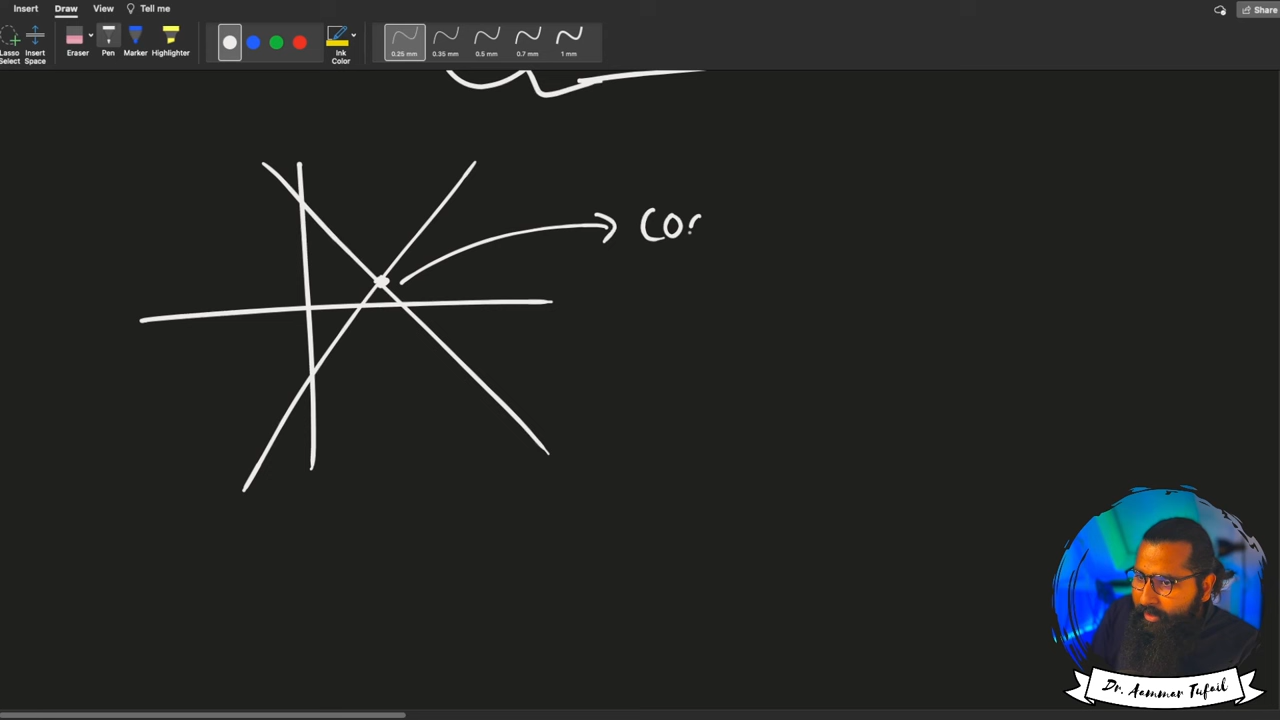 Insert Draw View Tell me
Share
Lasso Select
Insert Space
Eraser
Pen
Marker
Highlighter
Ink Color
0.25 mm
0.35 mm
0.5 mm
0.7 mm
1 mm
Dr. Aammar Tufail